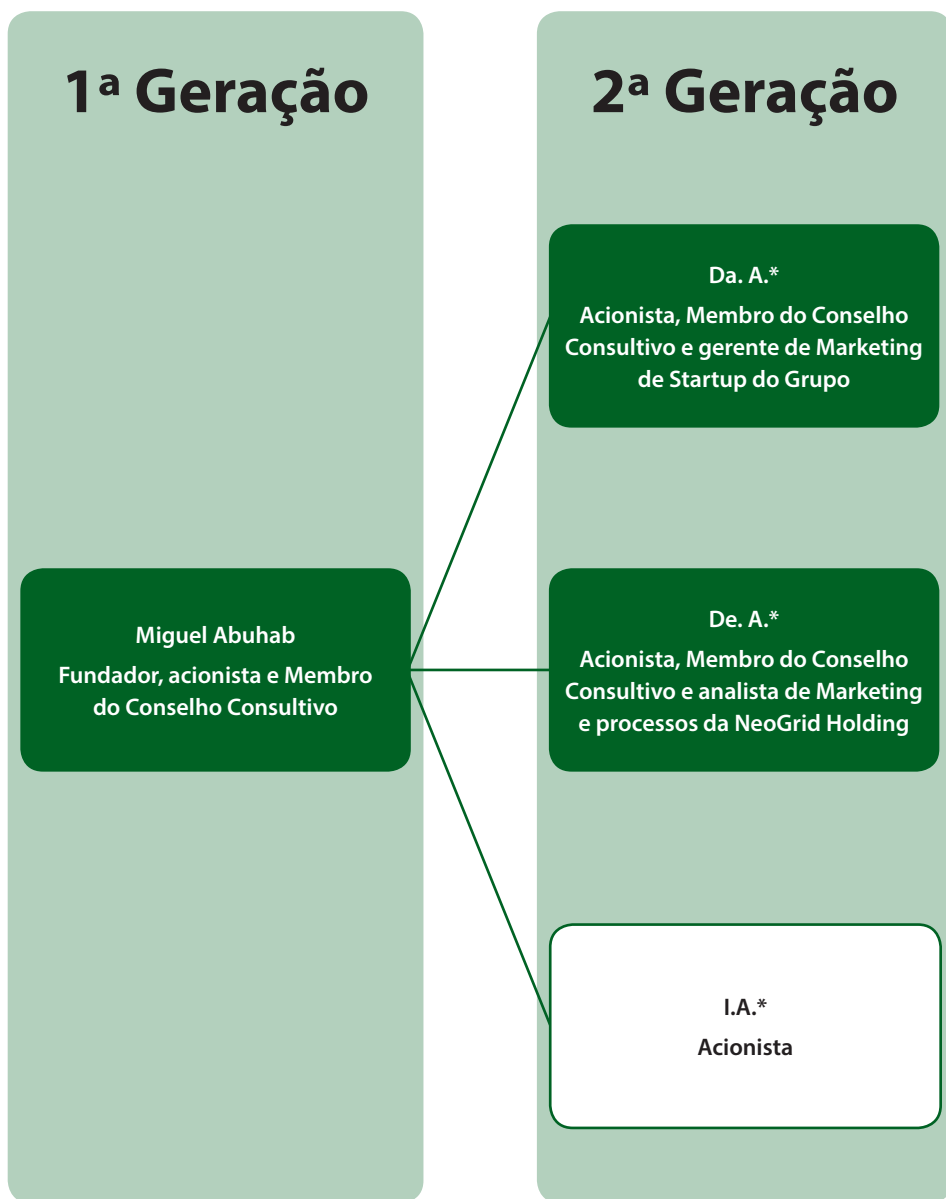 1ª Geração
2ª Geração
Da. A.*
Acionista, Membro do Conselho
Consultivo e gerente de Marketing
de Startup do Grupo
Miguel Abuhab
Fundador, acionista e Membro
do Conselho Consultivo
De. A.*
Acionista, Membro do Conselho
Consultivo e analista de Marketing
e processos da NeoGrid Holding
I.A.*
Acionista